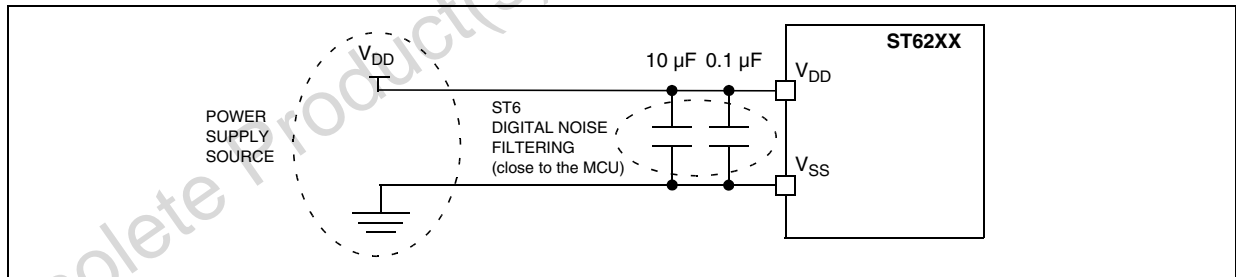 ST62XX
V_DD
10 µF 0.1 µF
V_DD
POWER
SUPPLY
SOURCE
ST6
DIGITAL NOISE
FILTERING
(close to the MCU)
V_SS